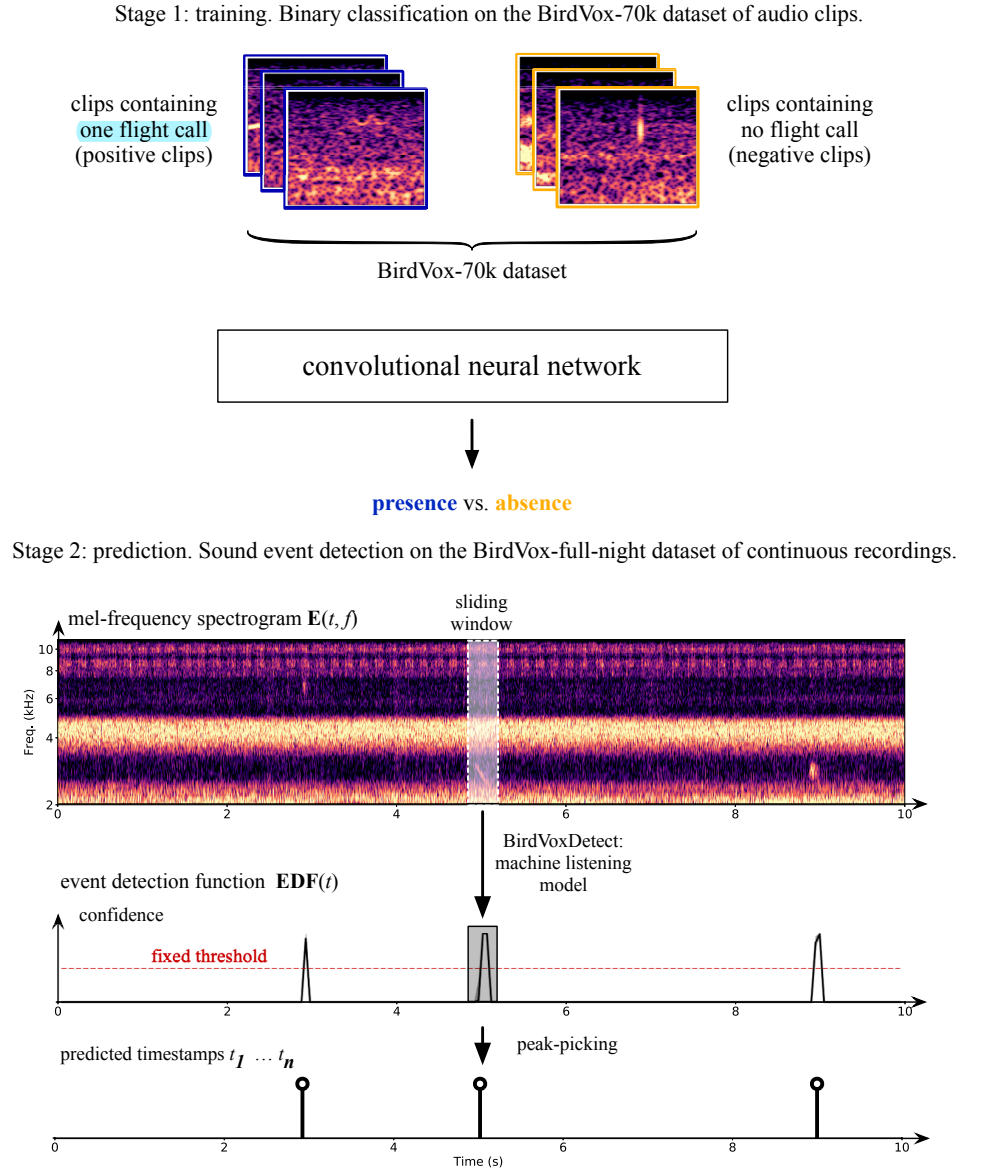 Stage 1: training. Binary classification on the BirdVox-70k dataset of audio clips.
clips containing
one flight call
(positive clips)
clips containing
no flight call
(negative clips)
BirdVox-70k dataset
convolutional neural network
presence vs. absence
Stage 2: prediction. Sound event detection on the BirdVox-full-night dataset of continuous recordings.
mel-frequency spectrogram E(t, f)
sliding
window
Freq. (kHz)
10
8
6
4
2
0 2 4 6 8 10
BirdVoxDetect:
machine listening
model
event detection function EDF(t)
confidence
fixed threshold
0 2 4 6 8 10
peak-picking
predicted timestamps t1 … tn
0 2 4 6 8 10
Time (s)